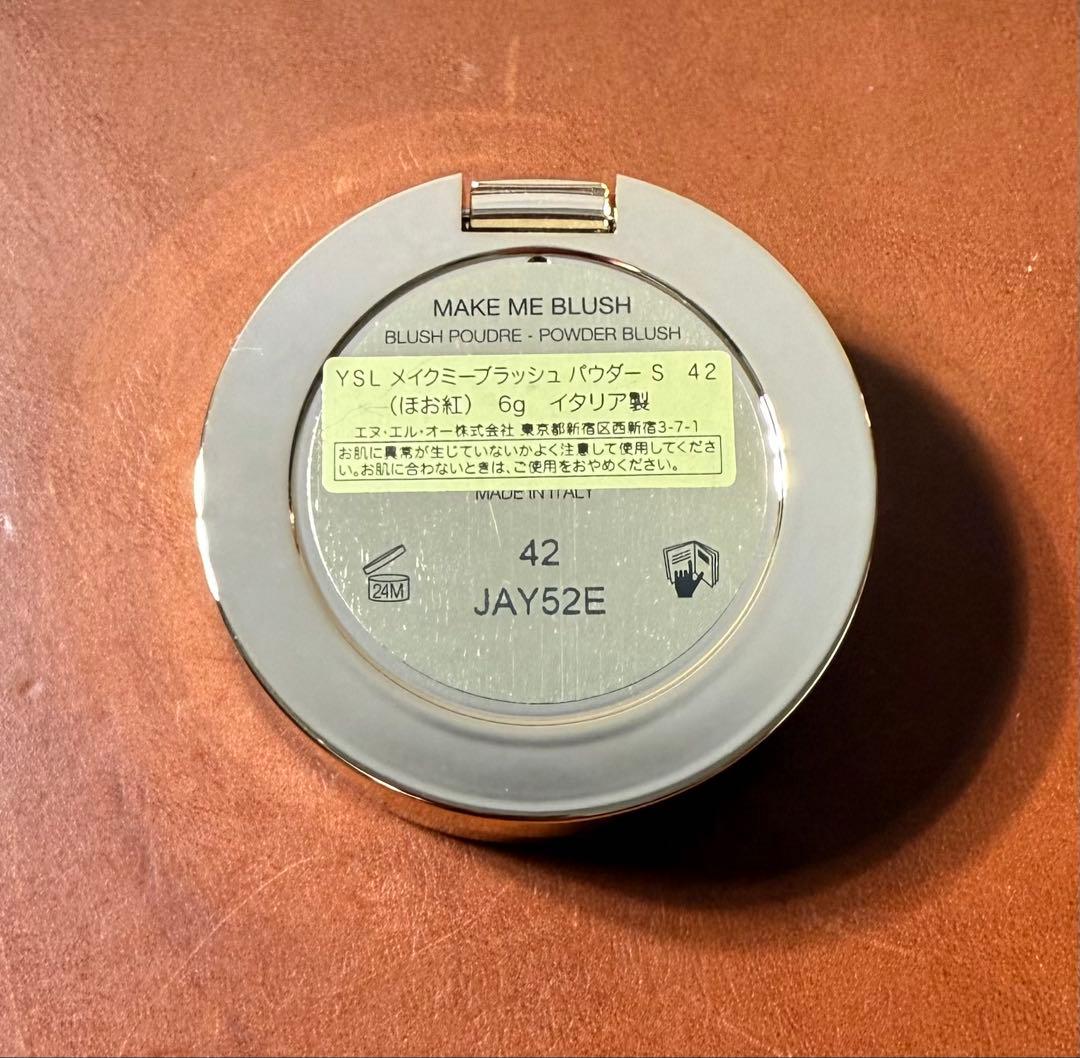 MAKE ME BLUSH
BLUSH POUDRE - POWDER BLUSH
YSL メイクミーブラッシュ パウダー S 42
（ほお紅） 6g イタリア製
エヌ・エル・オー株式会社 東京都新宿区西新宿3-7-1
お肌に異常が生じていないかよく注意して使用してくださ
い。お肌に合わないときは、ご使用をおやめください。
MADE IN ITALY
42
24M
JAY52E